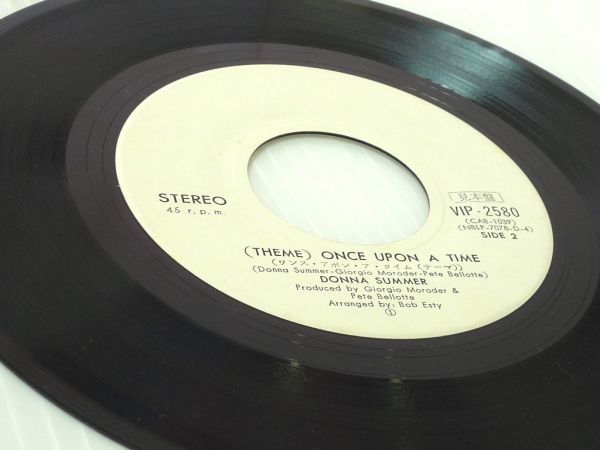 STEREO
45 r.p.m.
見本盤
VIP-2580
(CAB-1039)
(NBLP-7078-D-4)
SIDE 2
(THEME) ONCE UPON A TIME
(ワンス・アポン・ア・タイム(テーマ))
(Donna Summer-Giorgio Moroder-Pete Bellotte)
DONNA SUMMER
Produced by Giorgio Moroder &
Pete Bellotte
Arranged by: Bob Esty
①